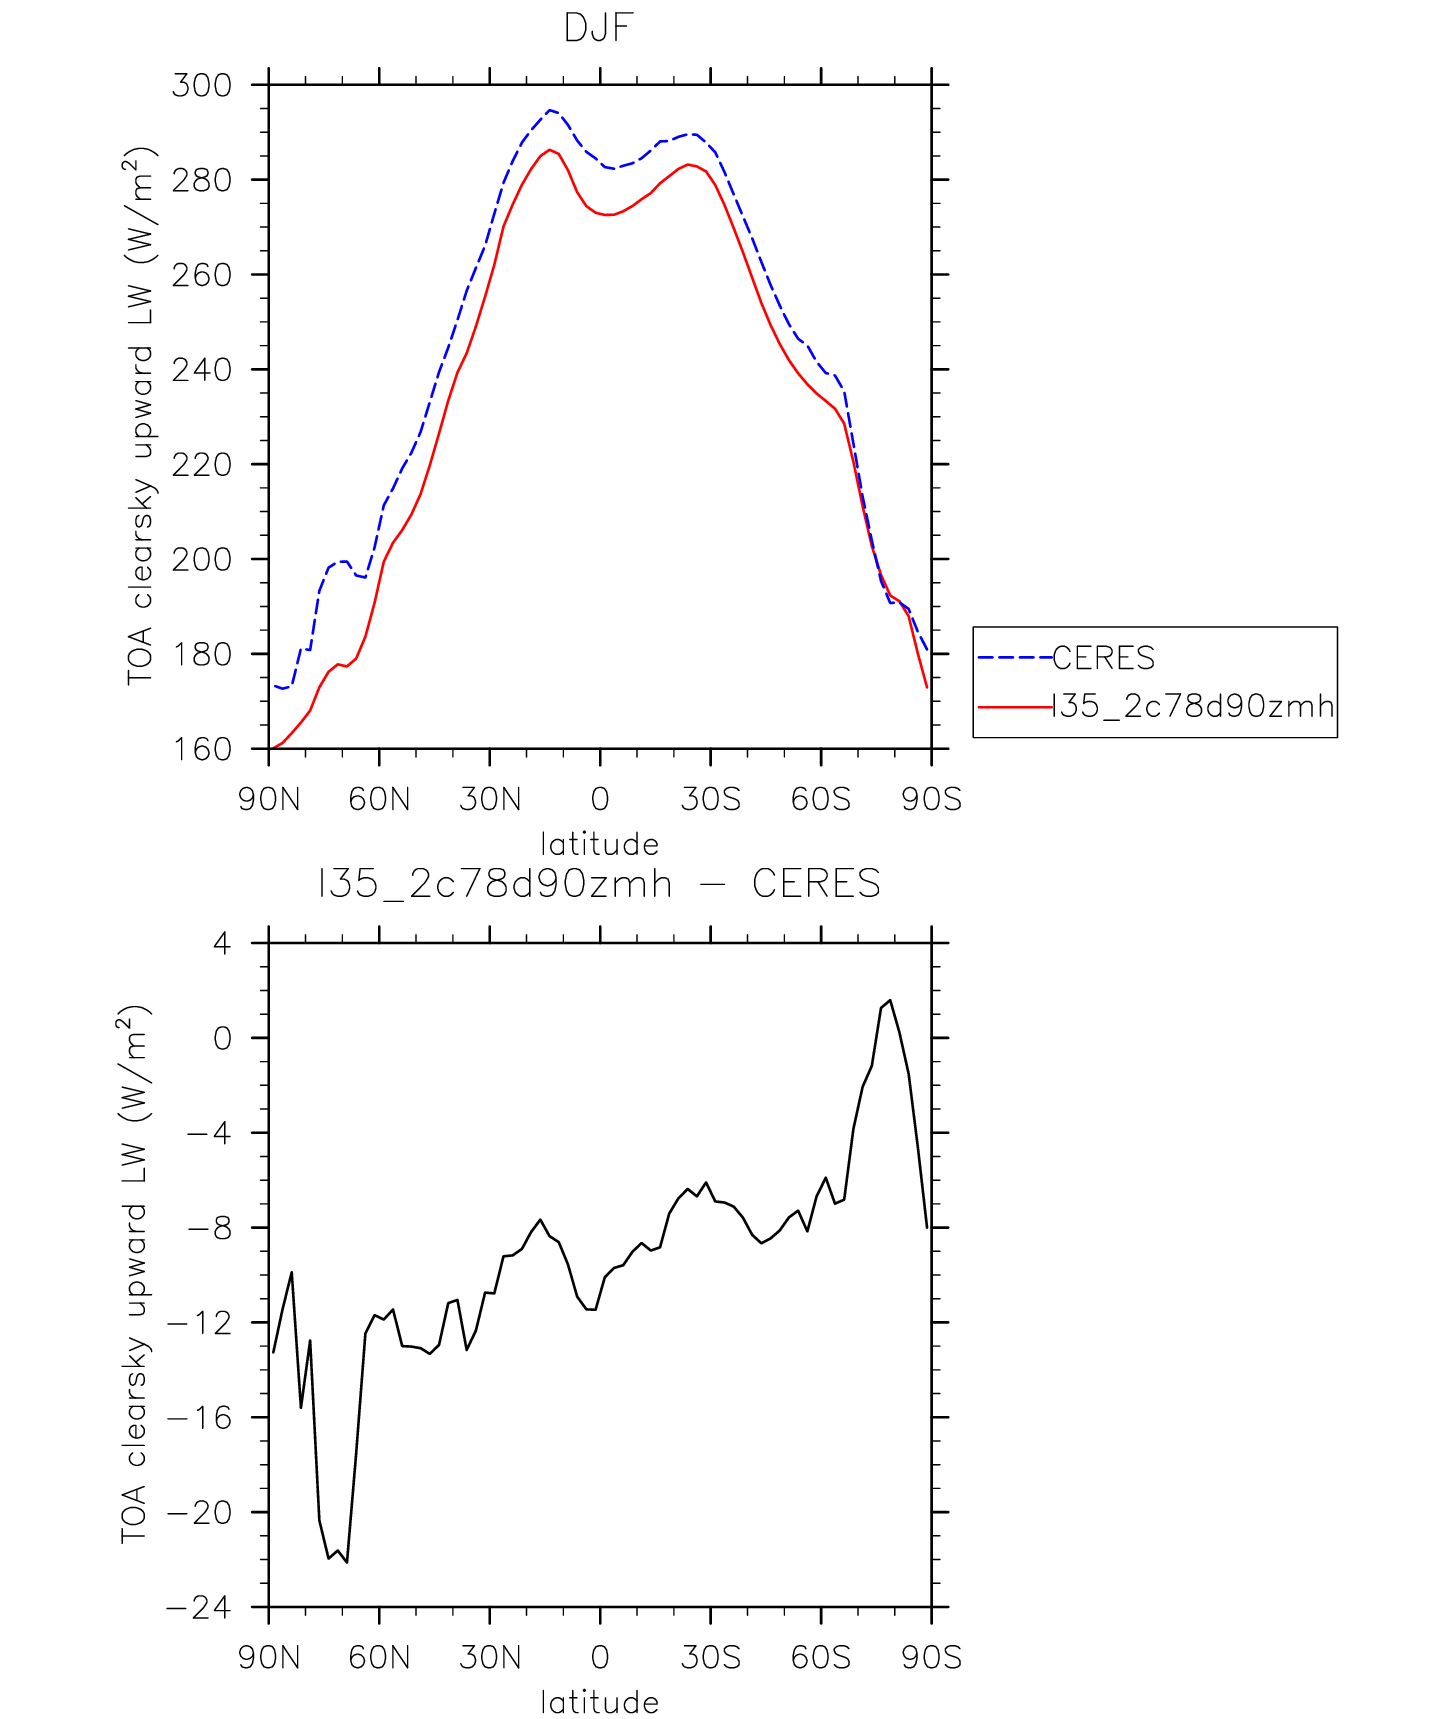 DJF
TOA clearsky upward LW (W/m²)
300
280
260
240
220
200
180
160
90N 60N 30N 0 30S 60S 90S
latitude
CERES
I35_2c78d90zmh
I35_2c78d90zmh - CERES
TOA clearsky upward LW (W/m²)
4
0
-4
-8
-12
-16
-20
-24
90N 60N 30N 0 30S 60S 90S
latitude